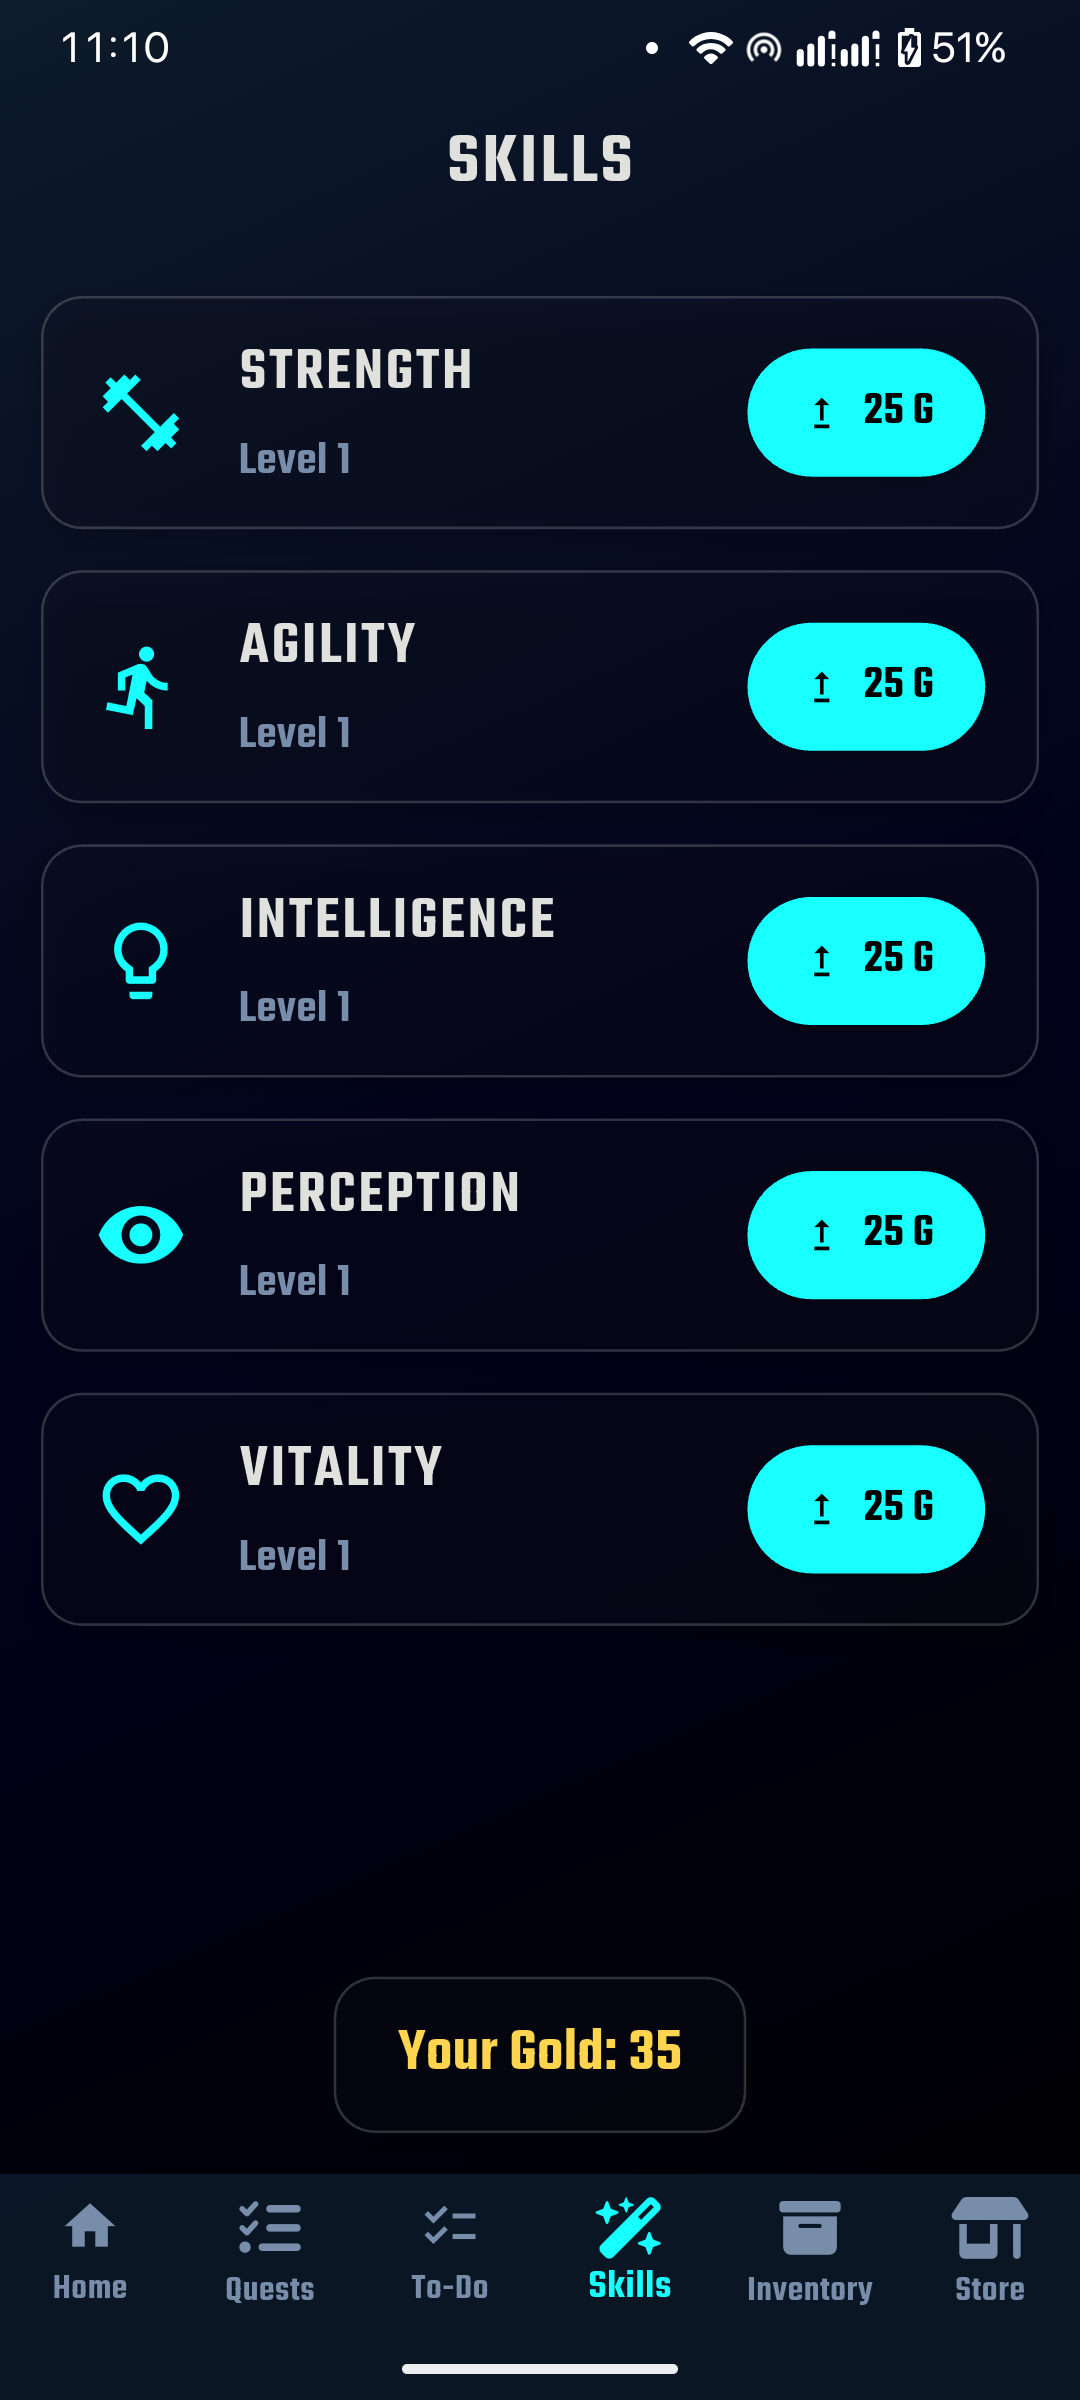 11:10 51%
SKILLS
STRENGTH
Level 1
25 G
AGILITY
Level 1
25 G
INTELLIGENCE
Level 1
25 G
PERCEPTION
Level 1
25 G
VITALITY
Level 1
25 G
Your Gold: 35
Home Quests To-Do Skills Inventory Store